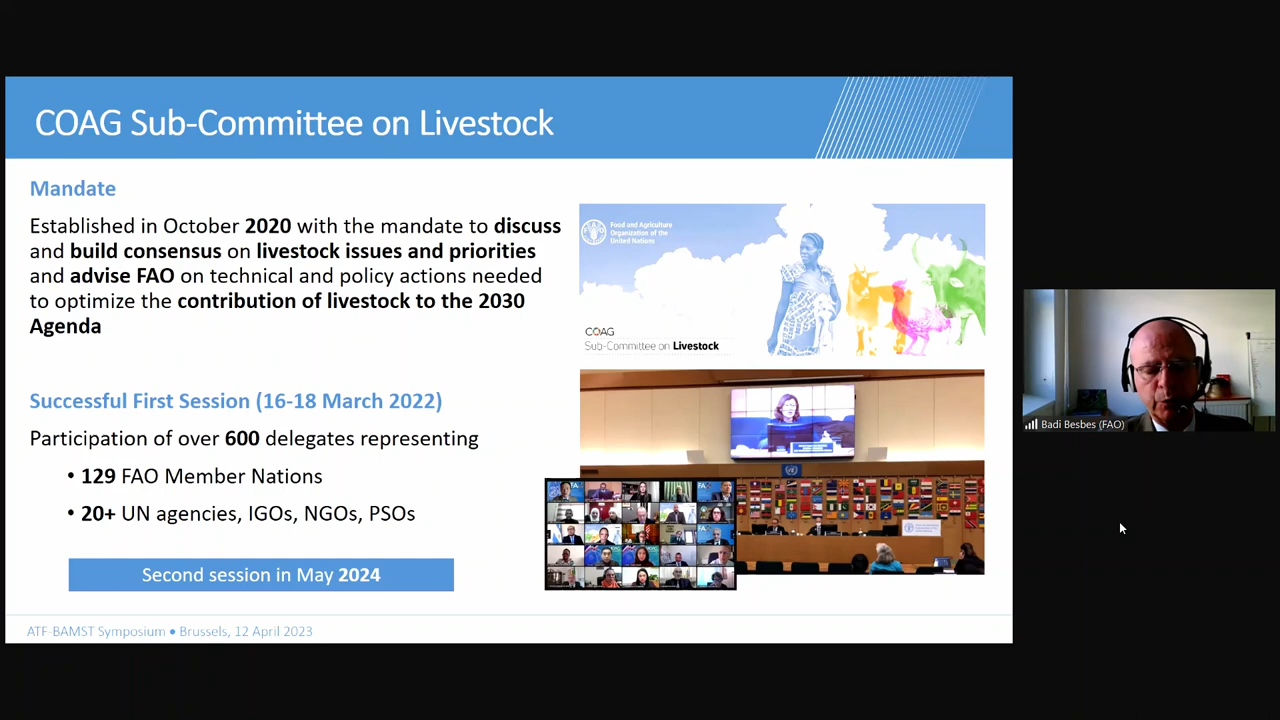 COAG Sub-Committee on Livestock
Mandate
Established in October 2020 with the mandate to discuss
and build consensus on livestock issues and priorities
and advise FAO on technical and policy actions needed
to optimize the contribution of livestock to the 2030
Agenda
Successful First Session (16-18 March 2022)
Participation of over 600 delegates representing
• 129 FAO Member Nations
• 20+ UN agencies, IGOs, NGOs, PSOs
Second session in May 2024
ATF-BAMST Symposium • Brussels, 12 April 2023
Food and Agriculture
Organization of the
United Nations
COAG
Sub-Committee on Livestock
Badi Besbes (FAO)